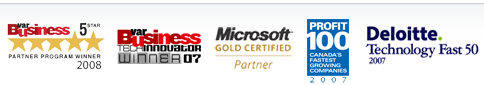 var
Business 5 STAR
PARTNER PROGRAM WINNER
2008
var
Business
TECH INNOVATOR
WINNER 07
Microsoft
GOLD CERTIFIED
Partner
PROFIT
100
CANADA'S
FASTEST
GROWING
COMPANIES
2007
Deloitte.
Technology Fast 50
2007